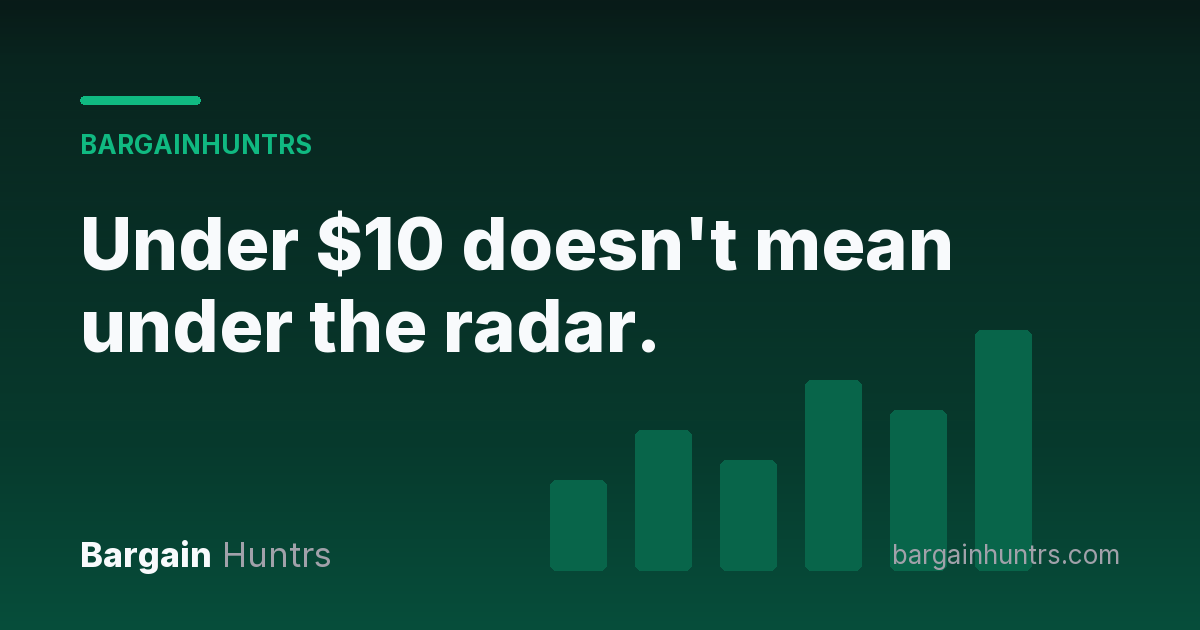 BARGAINHUNTRS
Under $10 doesn't mean
under the radar.
Bargain Huntrs
bargainhuntrs.com